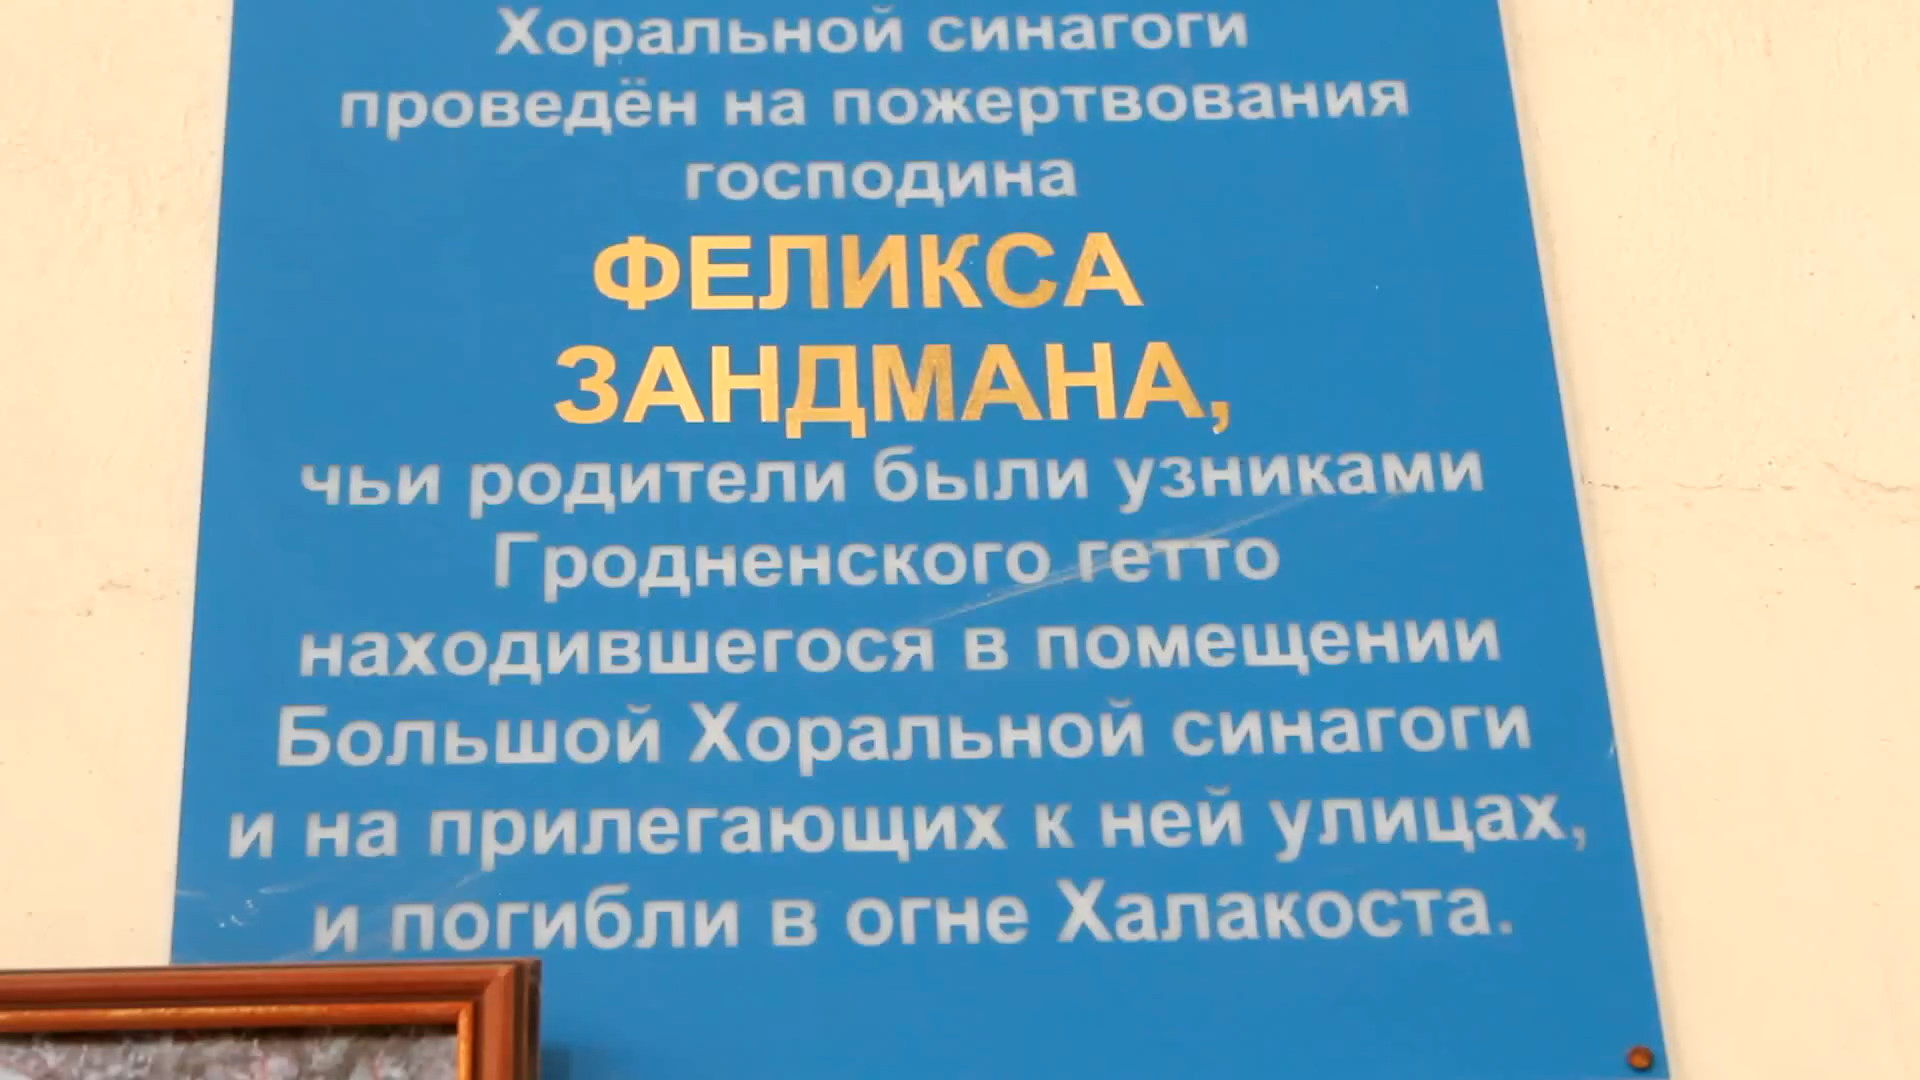 Хоральной синагоги
проведён на пожертвования
господина
ФЕЛИКСА
ЗАНДМАНА,
чьи родители были узниками
Гродненского гетто
находившегося в помещении
Большой Хоральной синагоги
и на прилегающих к ней улицах,
и погибли в огне Халакоста.